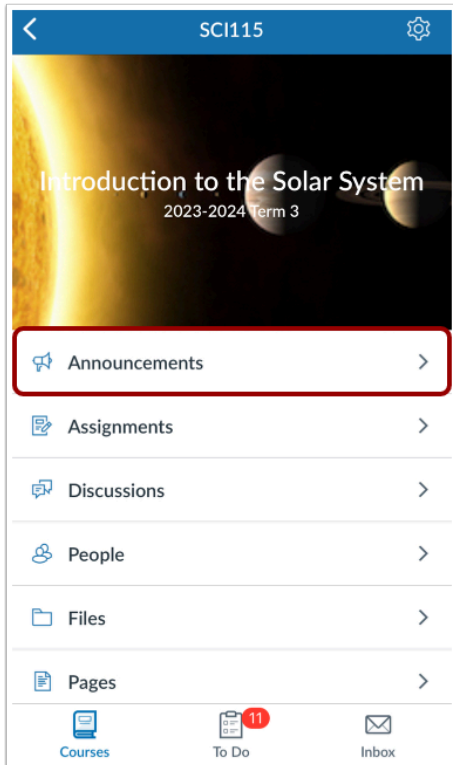 SCI115
Introduction to the Solar System
2023-2024 Term 3
Announcements
Assignments
Discussions
People
Files
Pages
11
Courses
To Do
Inbox